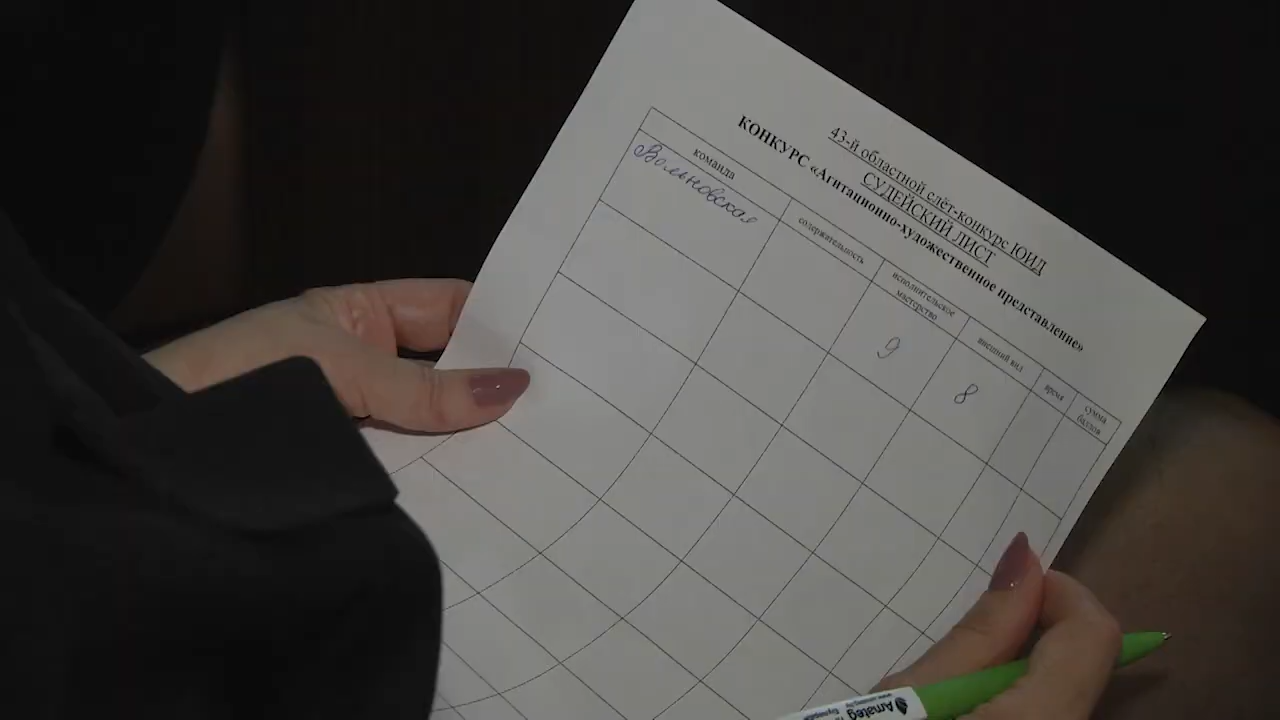 43-й областной слёт-конкурс ЮИД
СУДЕЙСКИЙ ЛИСТ
КОНКУРС «Агитационно-художественное представление»
команда
содержательность
исполнительское
мастерство
внешний вид
время
сумма
баллов
9
8
Amateg